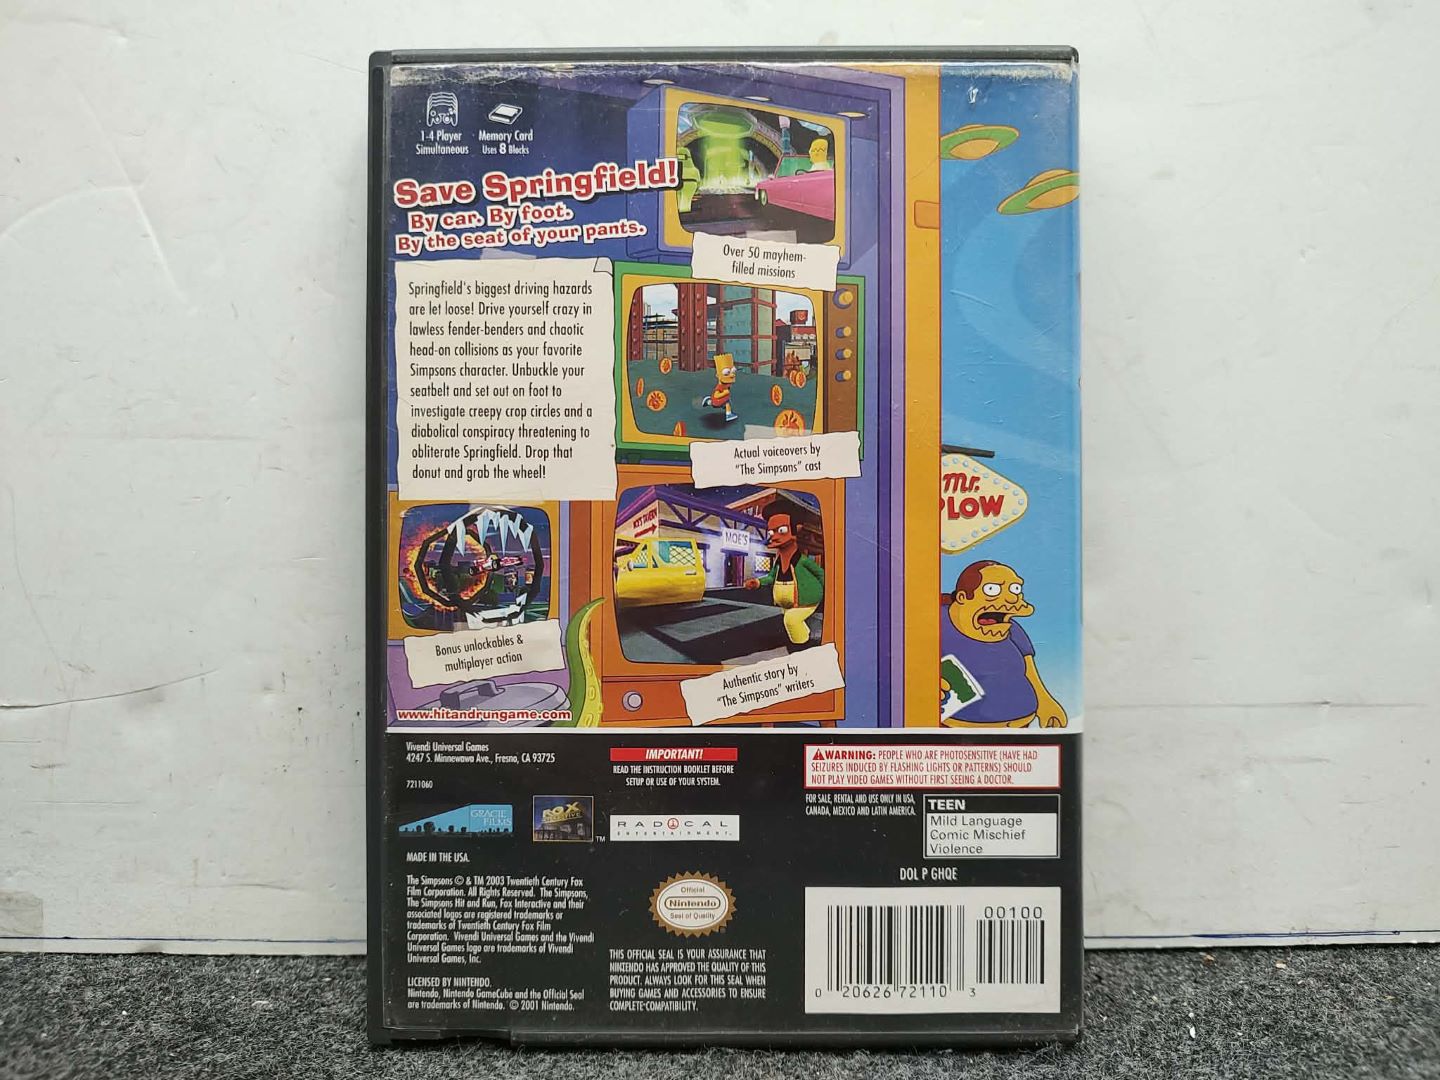 1-4 Player
Simultaneous
Memory Card
Uses 8 Blocks
Save Springfield!
By car. By foot.
By the seat of your pants.
Over 50 mayhem-
filled missions
Springfield's biggest driving hazards
are let loose! Drive yourself crazy in
lawless fender-benders and chaotic
head-on collisions as your favorite
Simpsons character. Unbuckle your
seatbelt and set out on foot to
investigate creepy crop circles and a
diabolical conspiracy threatening to
obliterate Springfield. Drop that
donut and grab the wheel!
Actual voiceovers by
"The Simpsons" cast
Mr.
PLOW
MOE'S TAVERN
MOE'S
Bonus unlockables &
multiplayer action
Authentic story by
"The Simpsons" writers
www.hitandrungame.com
Vivendi Universal Games
4247 S. Minnewawa Ave., Fresno, CA 93725
7211060
IMPORTANT!
READ THE INSTRUCTION BOOKLET BEFORE
SETUP OR USE OF YOUR SYSTEM.
WARNING: PEOPLE WHO ARE PHOTOSENSITIVE (HAVE HAD
SEIZURES INDUCED BY FLASHING LIGHTS OR PATTERNS) SHOULD
NOT PLAY VIDEO GAMES WITHOUT FIRST SEEING A DOCTOR.
FOR SALE, RENTAL AND USE ONLY IN USA,
CANADA, MEXICO AND LATIN AMERICA.
TEEN
Mild Language
Comic Mischief
Violence
GRACIE
FILMS
FOX
INTERACTIVE
TM
RADICAL
ENTERTAINMENT
MADE IN THE USA.
DOL P GHQE
The Simpsons © & TM 2003 Twentieth Century Fox
Film Corporation. All Rights Reserved. The Simpsons,
The Simpsons Hit and Run, Fox Interactive and their
associated logos are registered trademarks or
trademarks of Twentieth Century Fox Film
Corporation. Vivendi Universal Games and the Vivendi
Universal Games logo are trademarks of Vivendi
Universal Games, Inc.
LICENSED BY NINTENDO.
Nintendo, Nintendo GameCube and the Official Seal
are trademarks of Nintendo. © 2001 Nintendo.
Official
Nintendo
Seal of Quality
THIS OFFICIAL SEAL IS YOUR ASSURANCE THAT
NINTENDO HAS APPROVED THE QUALITY OF THIS
PRODUCT. ALWAYS LOOK FOR THIS SEAL WHEN
BUYING GAMES AND ACCESSORIES TO ENSURE
COMPLETE COMPATIBILITY.
00100
0 20626 72110 3